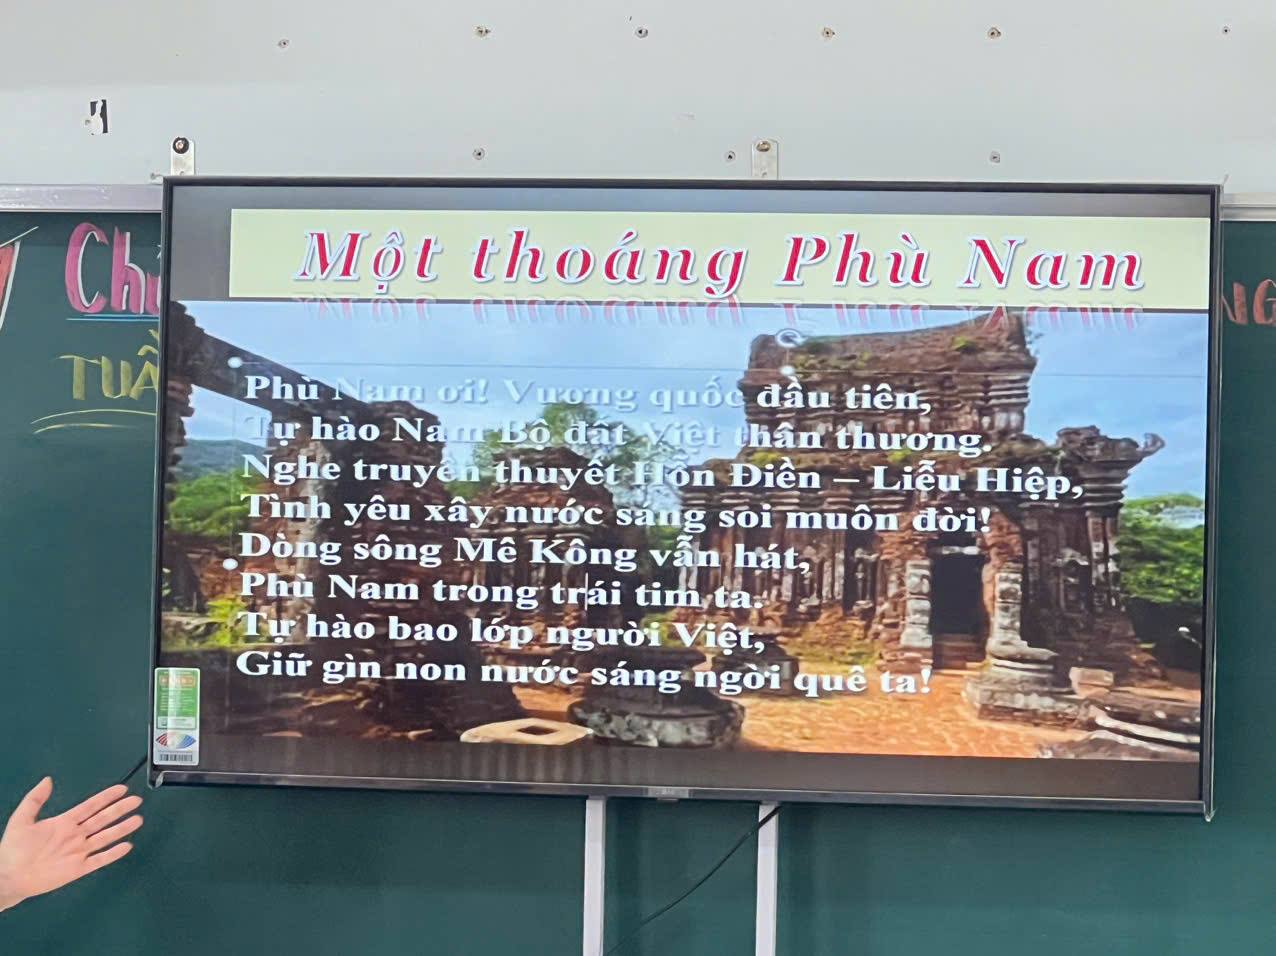 Một thoáng Phù Nam
Phù Nam ơi! Vương quốc đầu tiên,
Tự hào Nam Bộ đất Việt thân thương.
Nghe truyền thuyết Hỗn Điền – Liễu Hiệp,
Tình yêu xây nước sáng soi muôn đời!
Dòng sông Mê Kông vẫn hát,
Phù Nam trong trái tim ta.
Tự hào bao lớp người Việt,
Giữ gìn non nước sáng ngời quê ta!
TUẦ
NG